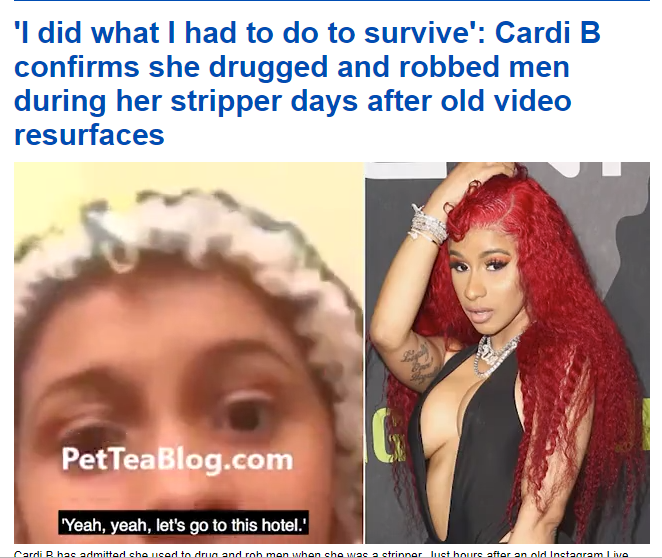 'I did what I had to do to survive': Cardi B
confirms she drugged and robbed men
during her stripper days after old video
resurfaces
PetTeaBlog.com
'Yeah, yeah, let's go to this hotel.'
Cardi B has admitted she used to drug and rob men when she was a stripper. Just hours after an old Instagram Live